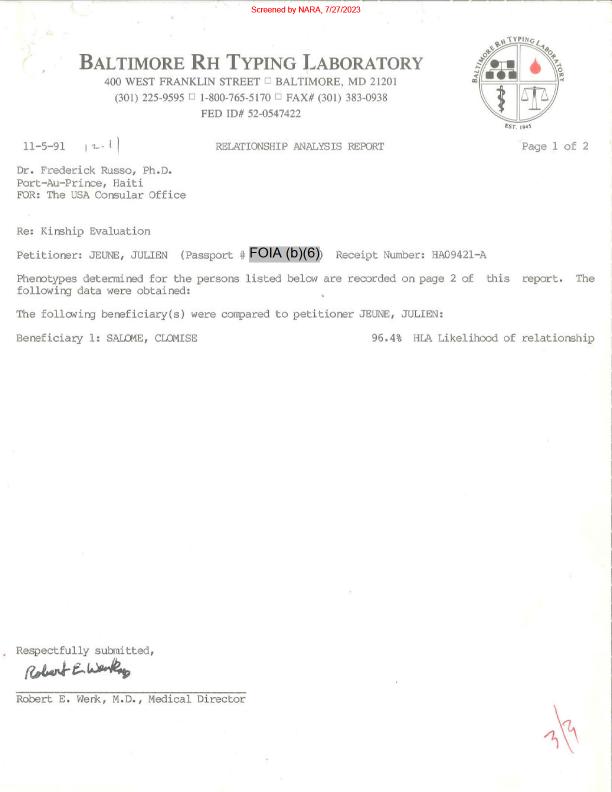 Screened by NARA, 7/27/2023
BALTIMORE RH TYPING LABORATORY
400 WEST FRANKLIN STREET □ BALTIMORE, MD 21201
(301) 225-9595 □ 1-800-765-5170 □ FAX# (301) 383-0938
FED ID# 52-0547422
BALTIMORE RH TYPING LABORATORY
EST. 1945
11-5-91 12-11 RELATIONSHIP ANALYSIS REPORT Page 1 of 2
Dr. Frederick Russo, Ph.D.
Port-Au-Prince, Haiti
FOR: The USA Consular Office
Re: Kinship Evaluation
Petitioner: JEUNE, JULIEN (Passport # FOIA (b)(6)) Receipt Number: HA09421-A
Phenotypes determined for the persons listed below are recorded on page 2 of this report. The
following data were obtained:
The following beneficiary(s) were compared to petitioner JEUNE, JULIEN:
Beneficiary 1: SALOME, CLOMISE 96.4% HLA Likelihood of relationship
Respectfully submitted,
Robert E. Werk MD
Robert E. Werk, M.D., Medical Director
3/3